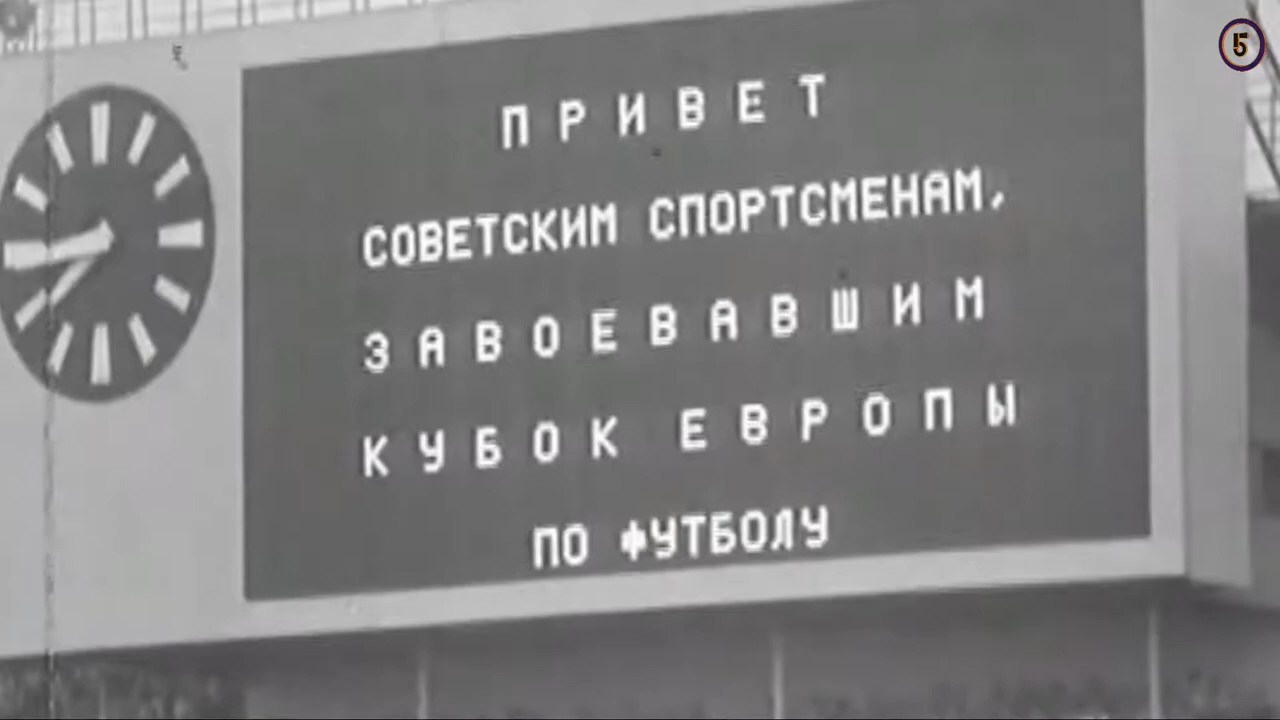 ПРИВЕТ
СОВЕТСКИМ СПОРТСМЕНАМ,
ЗАВОЕВАВШИМ
КУБОК ЕВРОПЫ
ПО ФУТБОЛУ
5